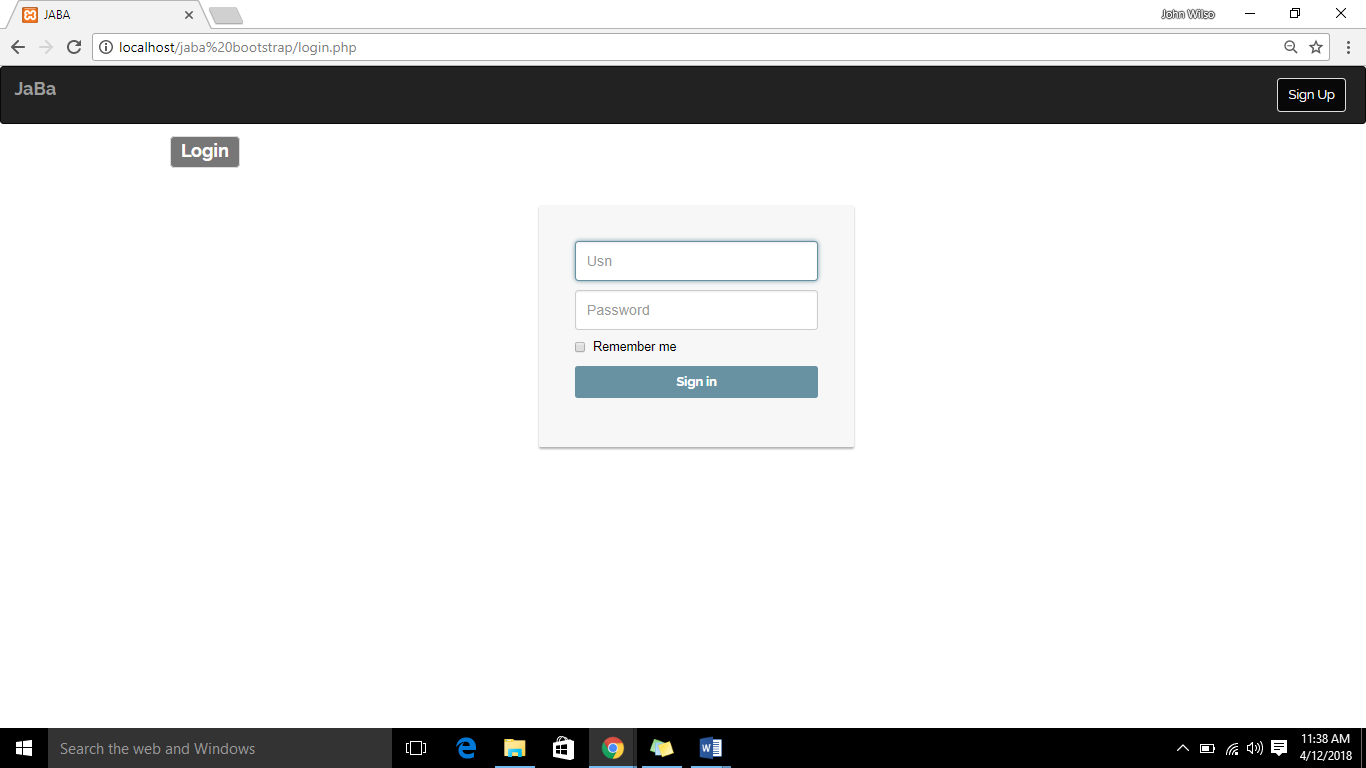 JABA
John Wilso
localhost/jaba%20bootstrap/login.php
JaBa
Sign Up
Login
Usn
Password
Remember me
Sign in
Search the web and Windows
11:38 AM
4/12/2018